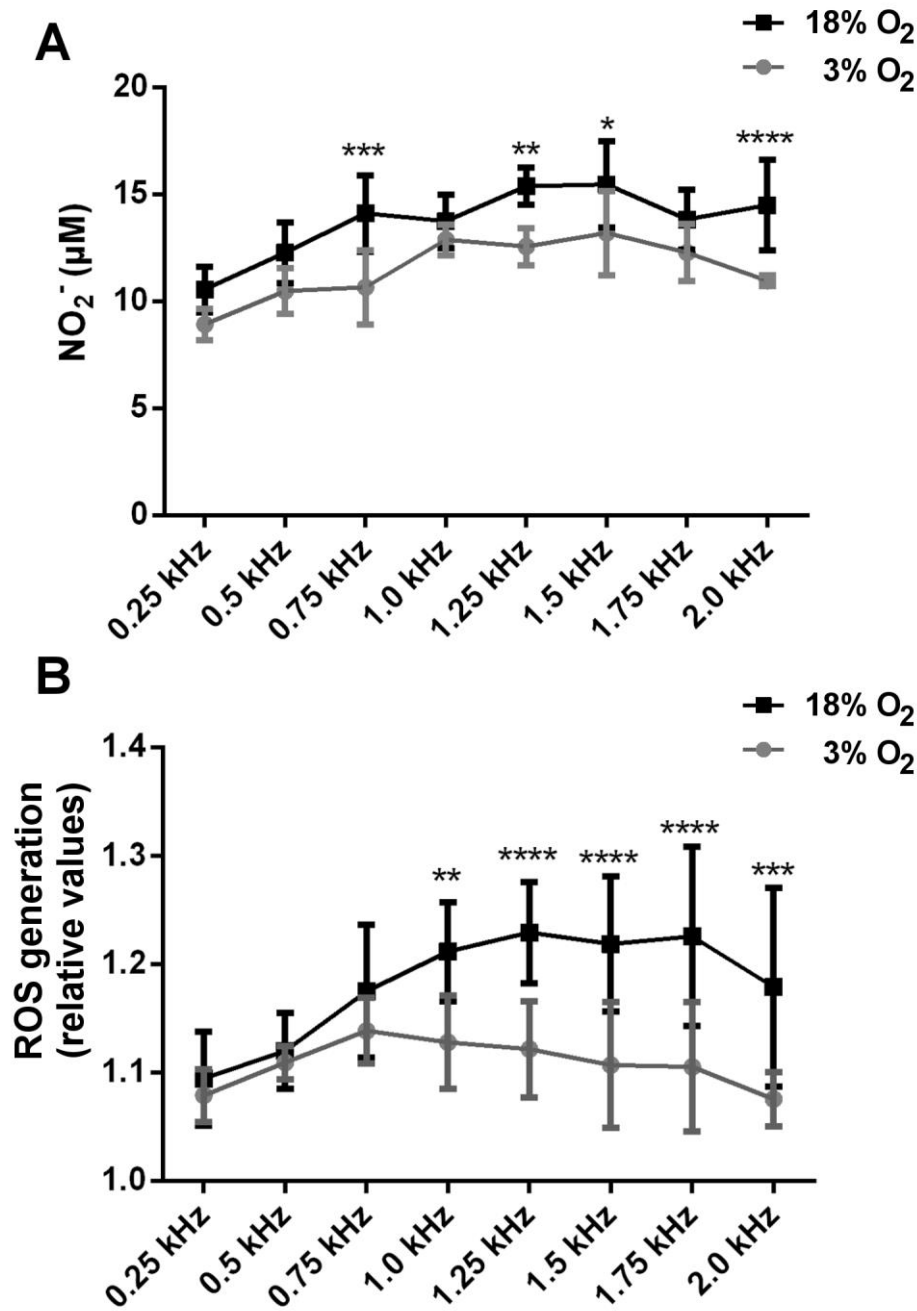 A
18% O₂
3% O₂
NO₂⁻ (µM)
20
15
10
5
0
***
**
*
****
0.25 kHz
0.5 kHz
0.75 kHz
1.0 kHz
1.25 kHz
1.5 kHz
1.75 kHz
2.0 kHz
B
18% O₂
3% O₂
ROS generation
(relative values)
1.4
1.3
1.2
1.1
1.0
**
****
****
****
***
0.25 kHz
0.5 kHz
0.75 kHz
1.0 kHz
1.25 kHz
1.5 kHz
1.75 kHz
2.0 kHz